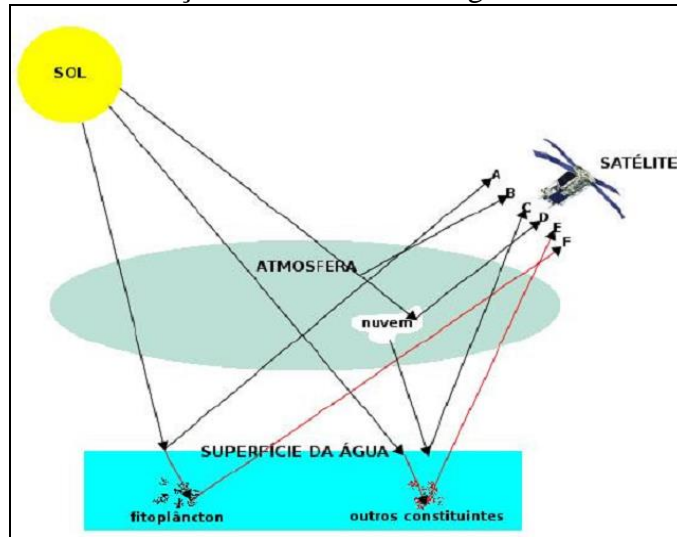 SOL
SATÉLITE
A
B
C
D
E
F
ATMOSFERA
nuvem
SUPERFÍCIE DA ÁGUA
fitoplâncton
outros constituintes